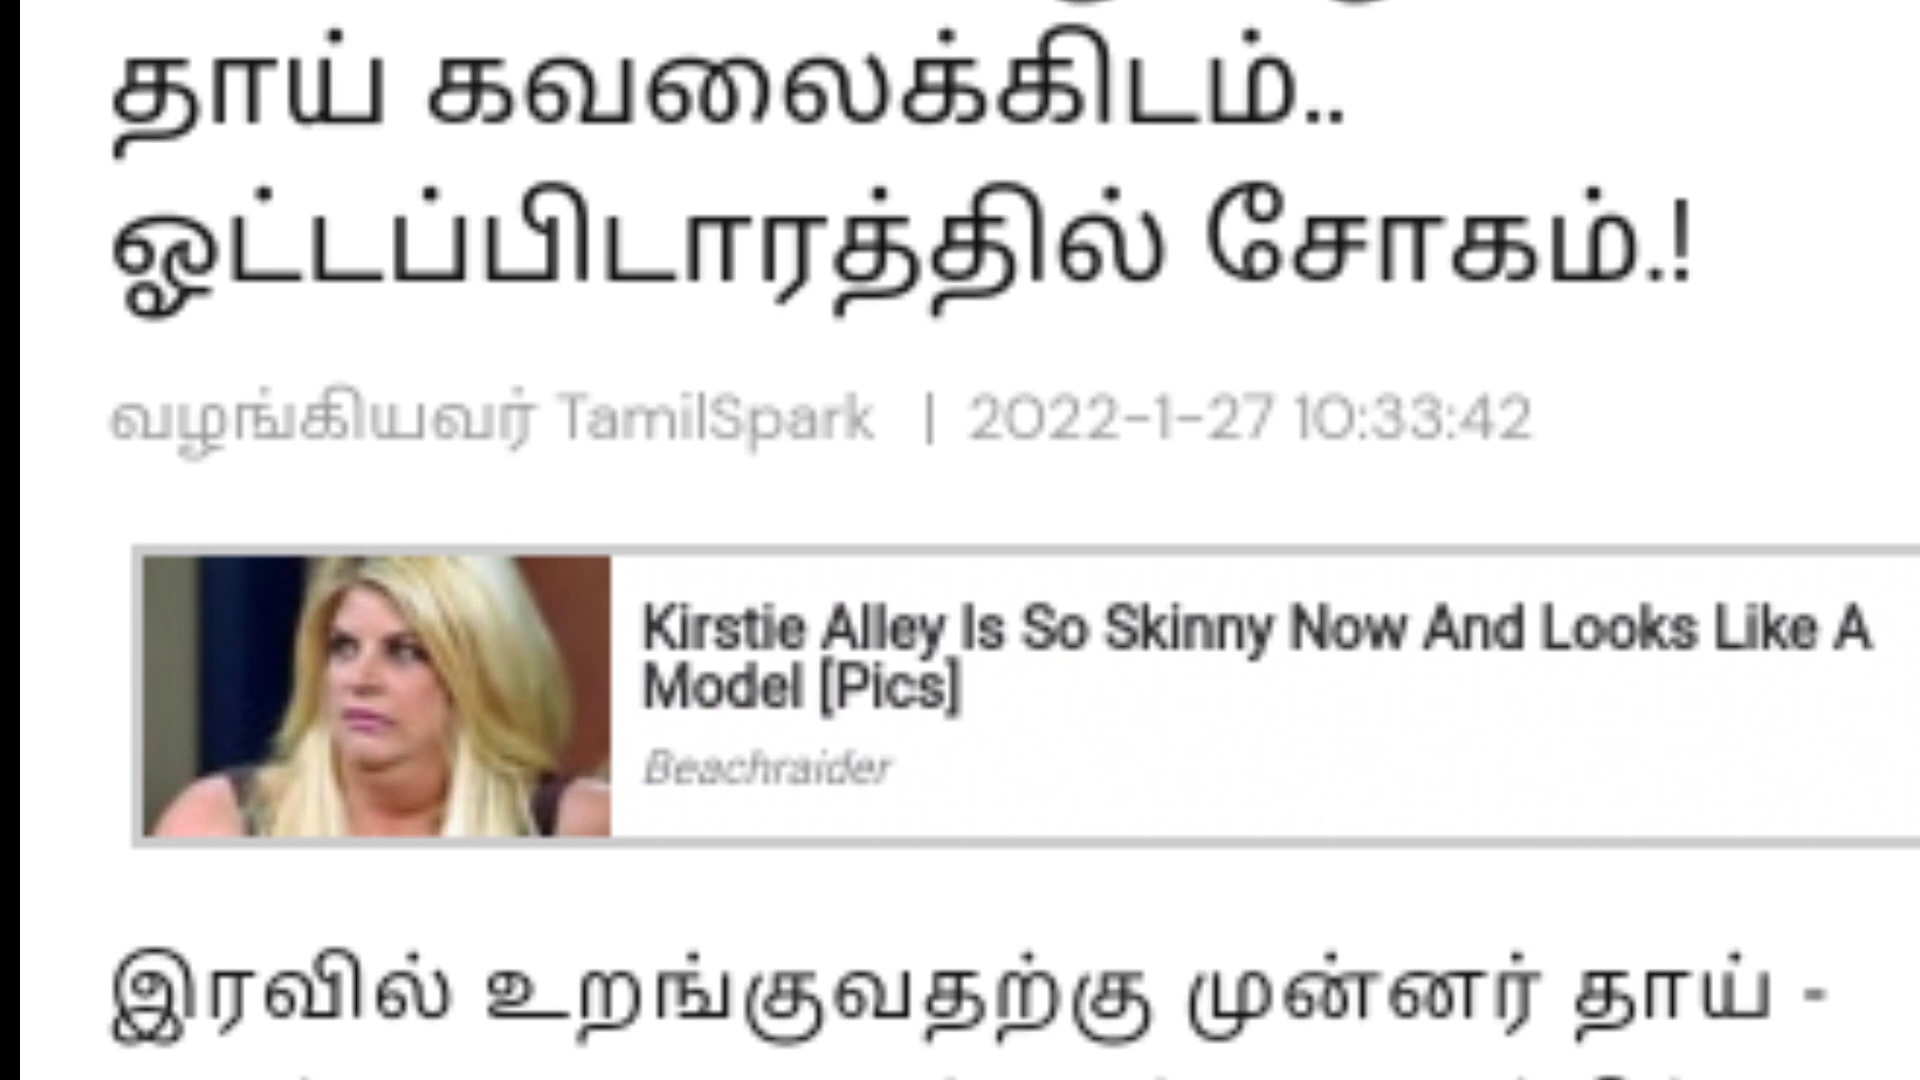 தாய் கவலைக்கிடம்..
ஓட்டப்பிடாரத்தில் சோகம்.!
வழங்கியவர் TamilSpark | 2022-1-27 10:33:42
Kirstie Alley Is So Skinny Now And Looks Like A
Model [Pics]
Beachraider
இரவில் உறங்குவதற்கு முன்னர் தாய் -